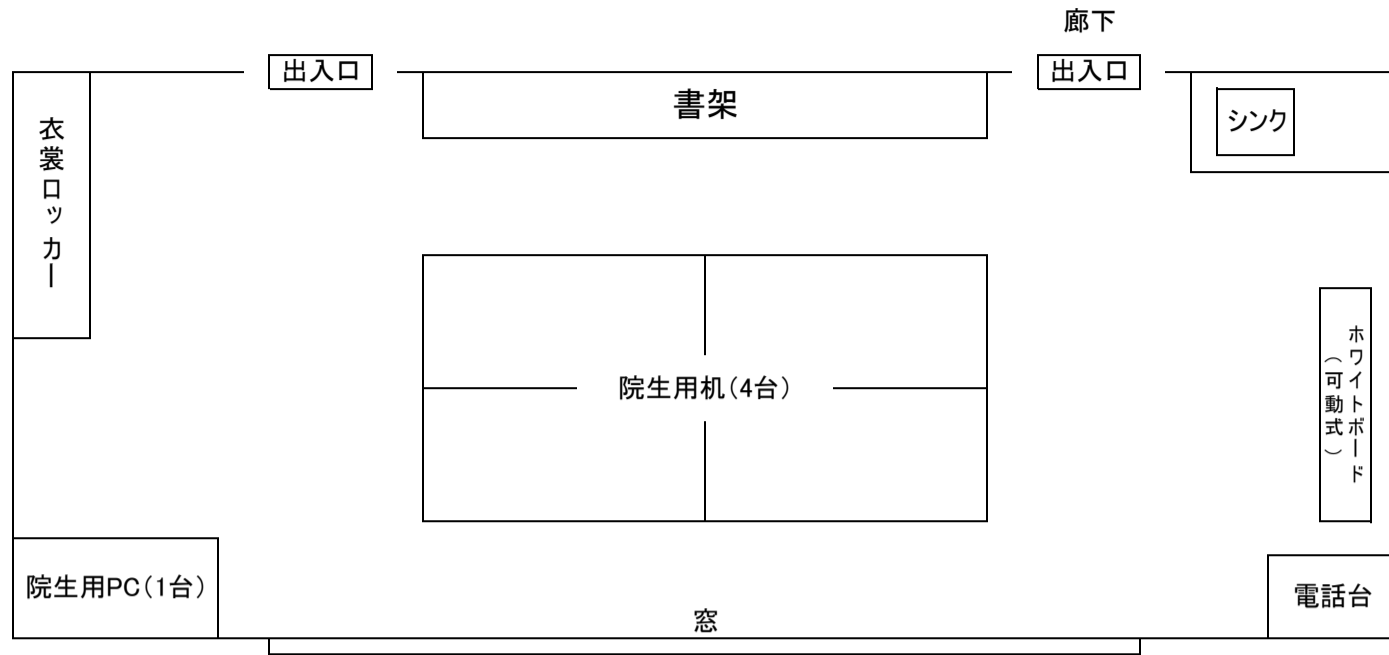 廊下
出入口
出入口
書架
シンク
衣裳ロッカー
ホワイトボード
（可動式）
院生用机（4台）
院生用PC（1台）
電話台
窓